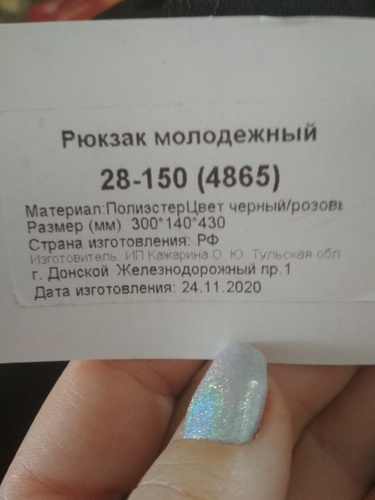 Рюкзак молодежный
28-150 (4865)
Материал:ПолиэстерЦвет черный/розовы
Размер (мм) 300*140*430
Страна изготовления: РФ
Изготовитель: ИП Кажарина О. Ю. Тульская обл
г. Донской Железнодорожный пр.1
Дата изготовления: 24.11.2020